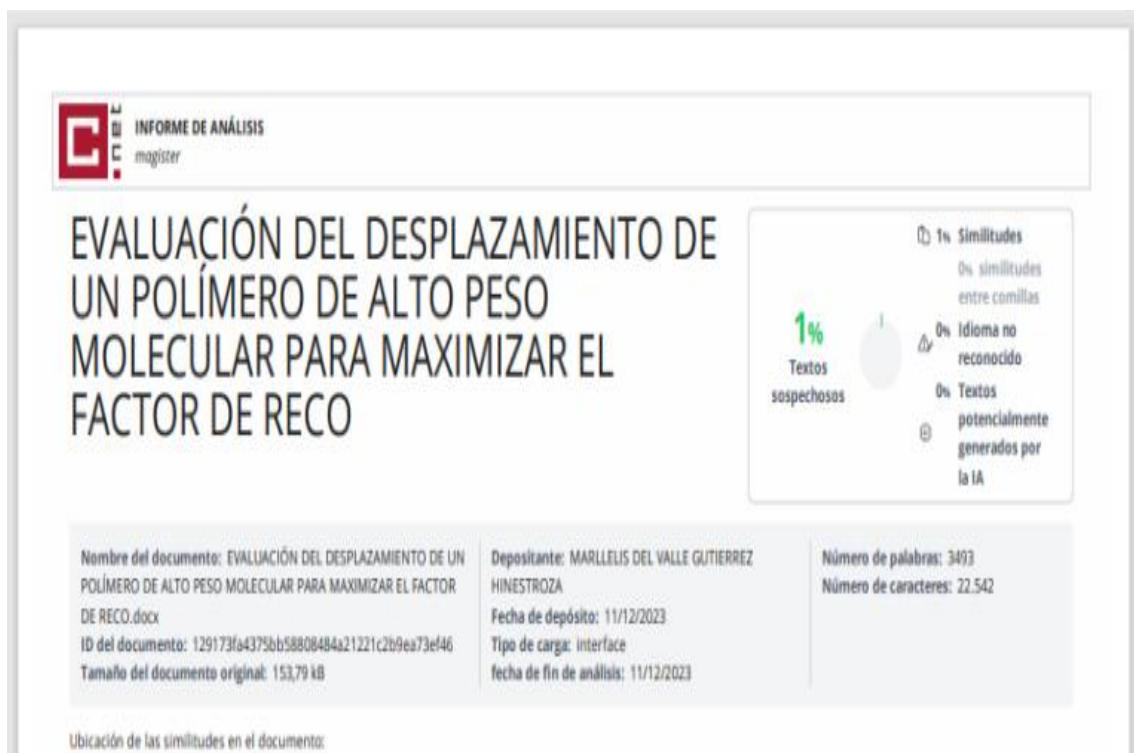 .net
INFORME DE ANÁLISIS
magister
EVALUACIÓN DEL DESPLAZAMIENTO DE
UN POLÍMERO DE ALTO PESO
MOLECULAR PARA MAXIMIZAR EL
FACTOR DE RECO
1%
Textos
sospechosos
1% Similitudes
0% similitudes
entre comillas
0% Idioma no
reconocido
0% Textos
potencialmente
generados por
la IA
Nombre del documento: EVALUACIÓN DEL DESPLAZAMIENTO DE UN
POLÍMERO DE ALTO PESO MOLECULAR PARA MAXIMIZAR EL FACTOR
DE RECO.docx
ID del documento: 129173fa4375bb58808484a21221c2b9ea73ef46
Tamaño del documento original: 153,79 kB
Depositante: MARLLELIS DEL VALLE GUTIERREZ
HINESTROZA
Fecha de depósito: 11/12/2023
Tipo de carga: interface
fecha de fin de análisis: 11/12/2023
Número de palabras: 3493
Número de caracteres: 22.542
Ubicación de las similitudes en el documento: